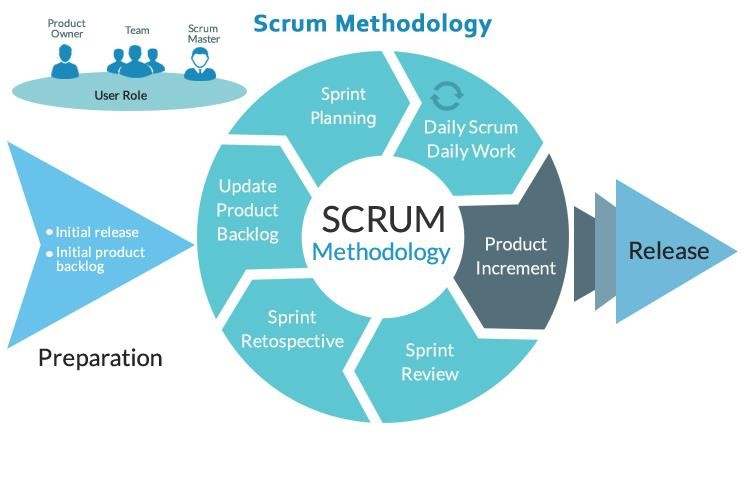 Scrum Methodology
Product
Owner
Team
Scrum
Master
User Role
Sprint
Planning
Daily Scrum
Daily Work
Update
Product
Backlog
SCRUM
Methodology
Product
Increment
Release
Initial release
Initial product
backlog
Preparation
Sprint
Retospective
Sprint
Review